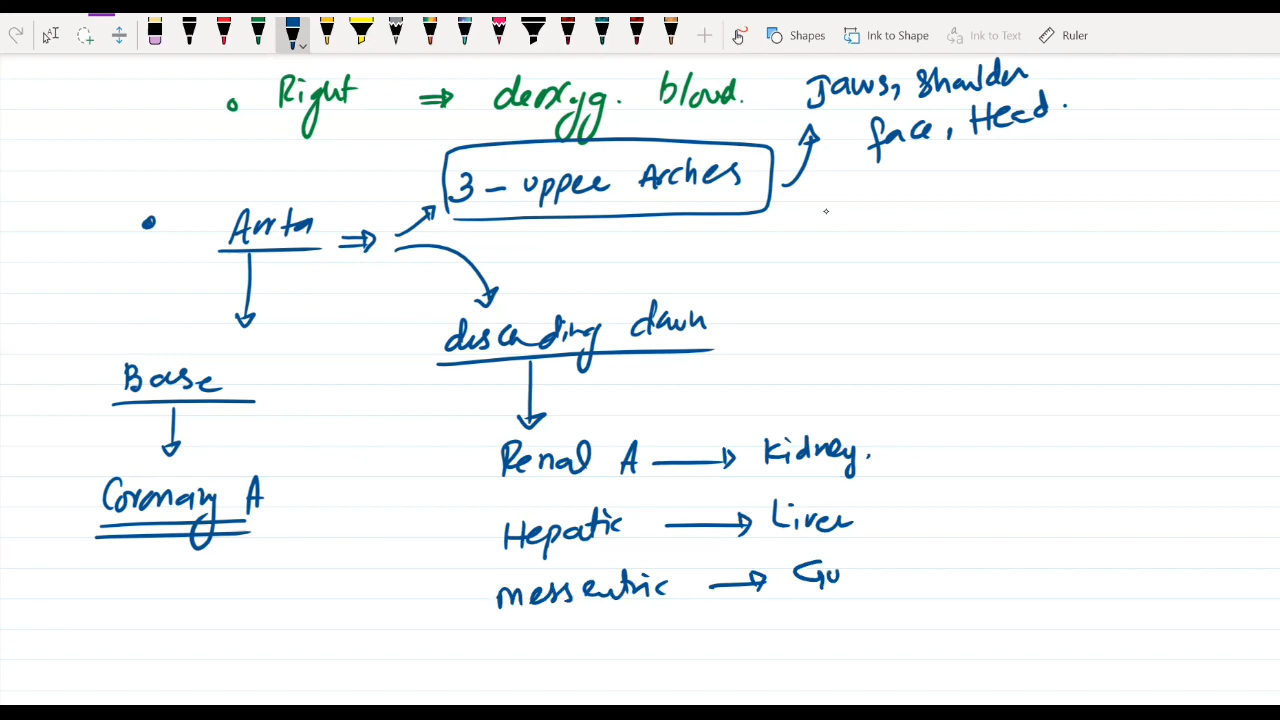 Shapes
Ink to Shape
Ink to Text
Ruler
• Right ⇒ deoxyg. blood.
Jaws, Shoulder
face, Head.
3 - upper Arches
• Aorta ⇒
descending down
Base
Coronary A
Renal A → Kidney.
Hepatic → Liver
messentric → Gu